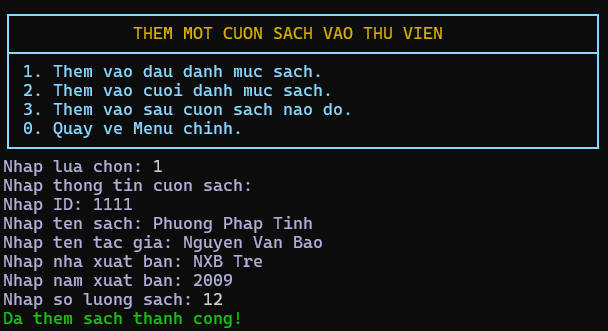 THEM MOT CUON SACH VAO THU VIEN
1. Them vao dau danh muc sach.
2. Them vao cuoi danh muc sach.
3. Them vao sau cuon sach nao do.
0. Quay ve Menu chinh.
Nhap lua chon: 1
Nhap thong tin cuon sach:
Nhap ID: 1111
Nhap ten sach: Phuong Phap Tinh
Nhap ten tac gia: Nguyen Van Bao
Nhap nha xuat ban: NXB Tre
Nhap nam xuat ban: 2009
Nhap so luong sach: 12
Da them sach thanh cong!